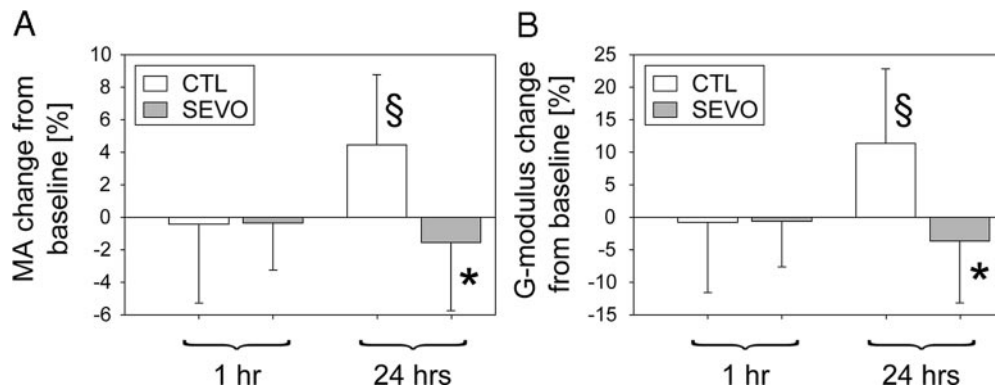 A
MA change from
baseline [%]
10
8
6
4
2
0
-2
-4
-6
CTL
SEVO
§
*
1 hr
24 hrs
B
G-modulus change
from baseline [%]
25
20
15
10
5
0
-5
-10
-15
CTL
SEVO
§
*
1 hr
24 hrs